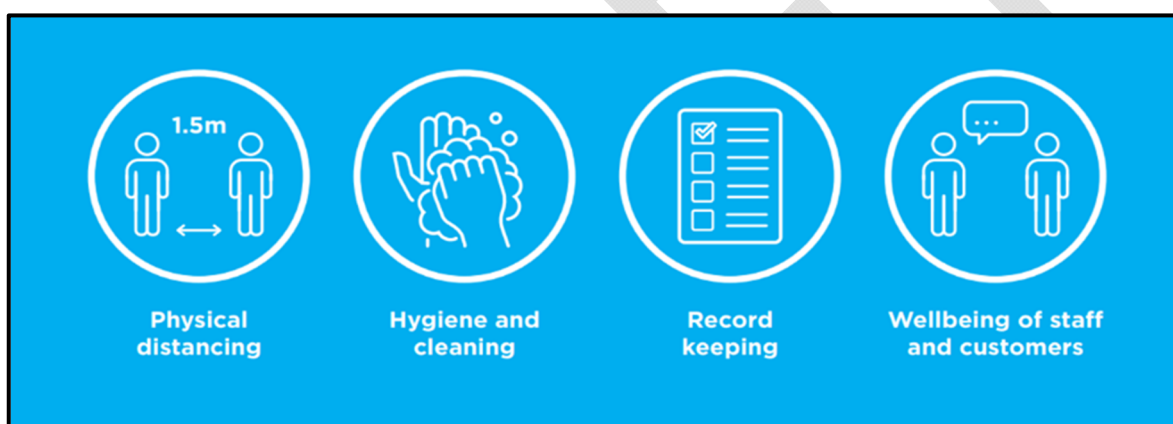 1.5m
...
Physical
distancing
Hygiene and
cleaning
Record
keeping
Wellbeing of staff
and customers